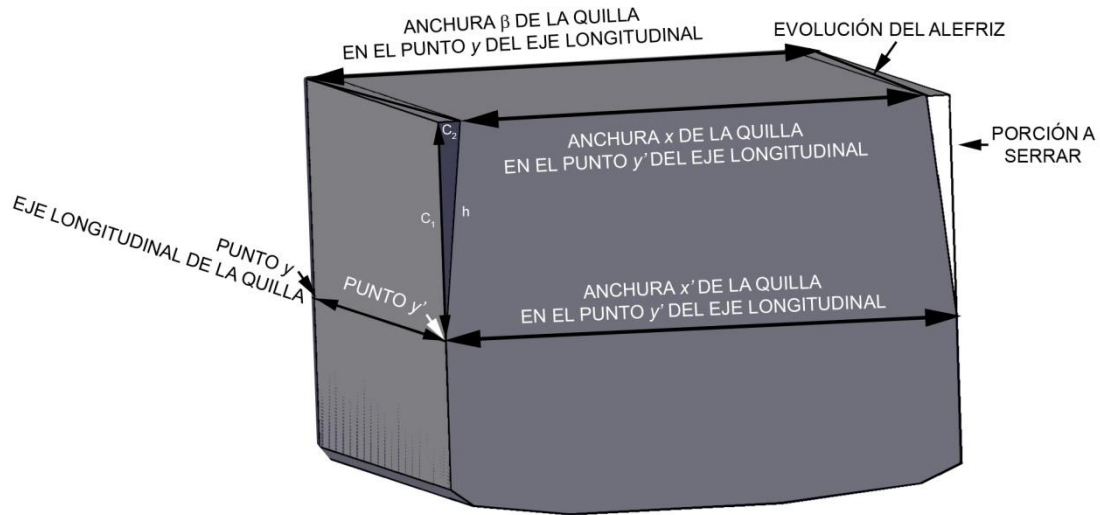 ANCHURA β DE LA QUILLA
EN EL PUNTO y DEL EJE LONGITUDINAL
EVOLUCIÓN DEL ALEFRIZ
C₂
ANCHURA x DE LA QUILLA
EN EL PUNTO y' DEL EJE LONGITUDINAL
PORCIÓN A
SERRAR
C₁
h
EJE LONGITUDINAL DE LA QUILLA
PUNTO y
PUNTO y'
ANCHURA x' DE LA QUILLA
EN EL PUNTO y' DEL EJE LONGITUDINAL